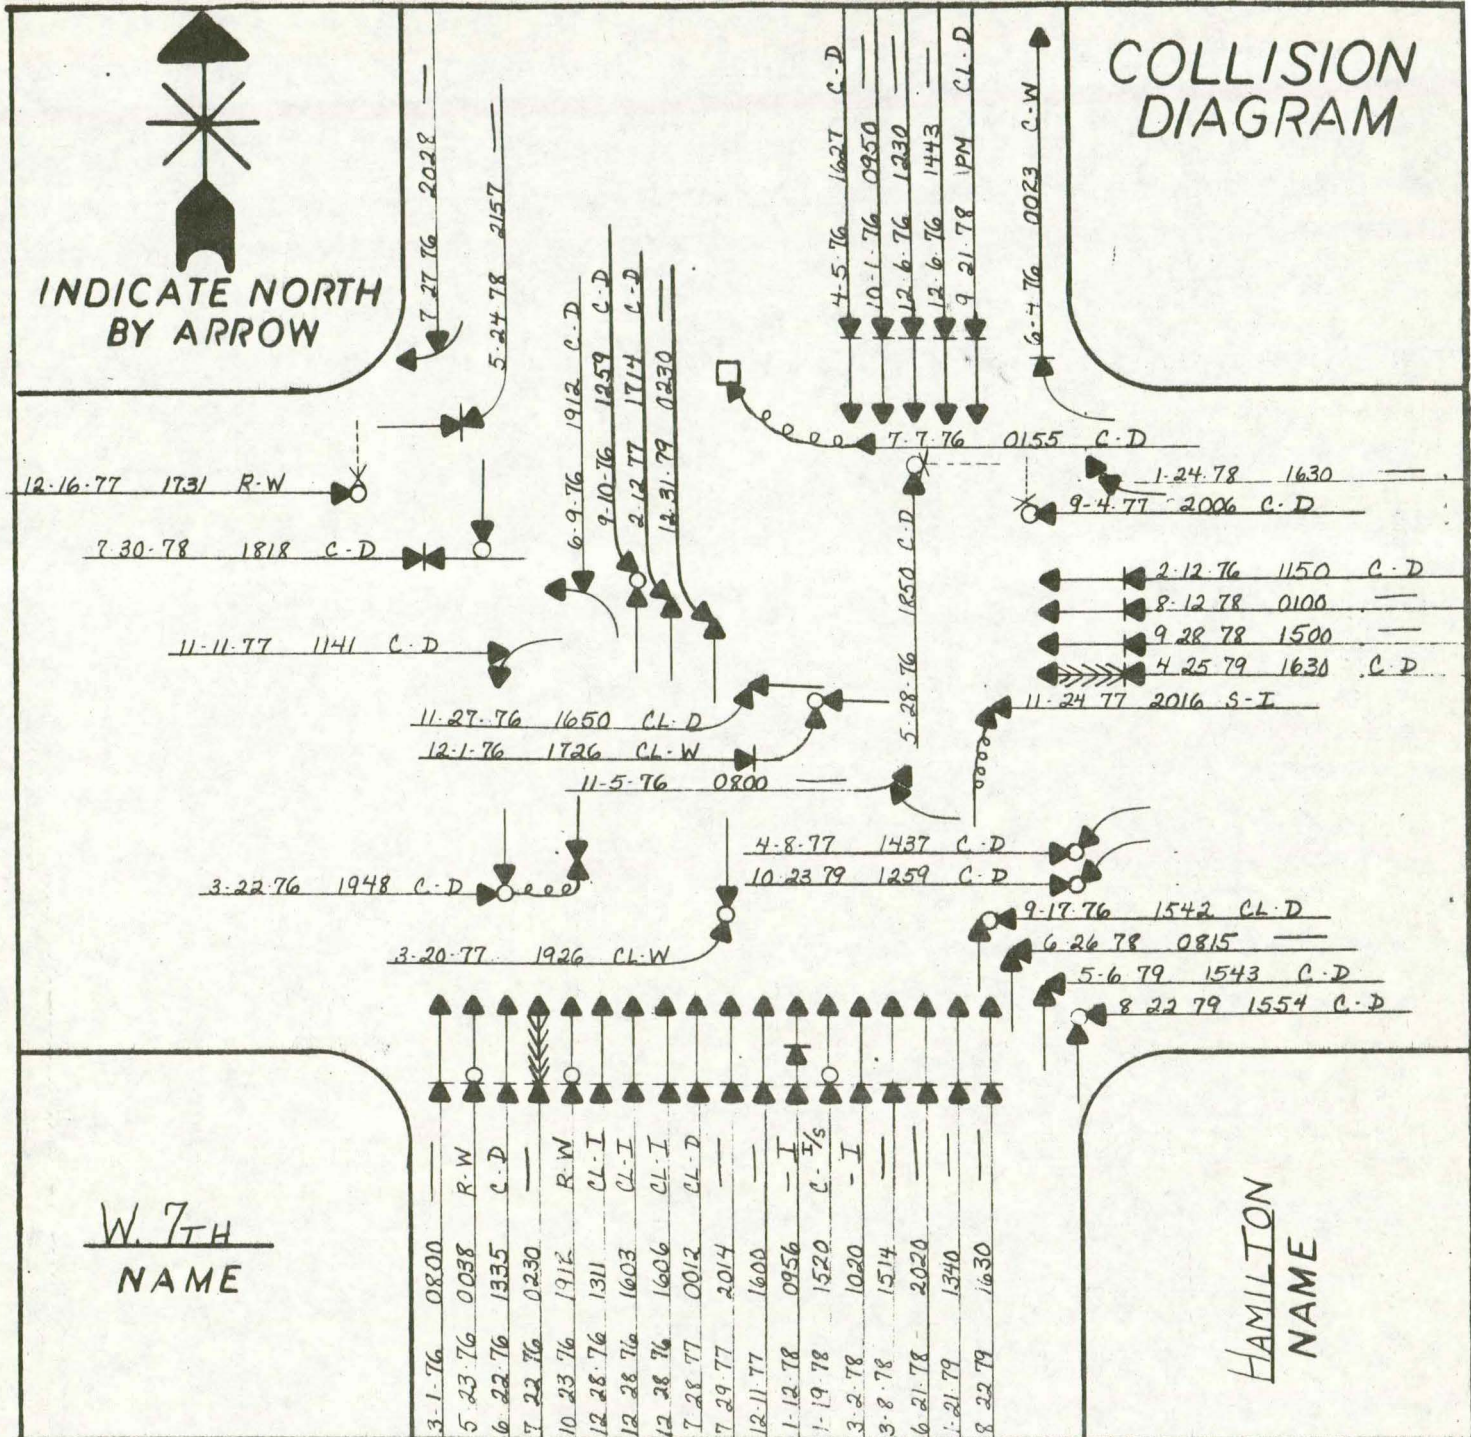 COLLISION
DIAGRAM
INDICATE NORTH
BY ARROW
7 27 76 2028 —
5-24-78 2157 —
6-9-76 1912 C-D
9-10-76 1259 C-D
2-12-77 1714 C-D
12-31-79 0230 —
4-5-76 1627 C-D
10-1-76 0950 —
12-6-76 1230 —
12-6-76 1443 —
9 21-78 1PM CL-D
6-4-76 0023 C-W
7-7-76 0155 C-D
12-16-77 1731 R-W
1-24-78 1630 —
9-4-77 2006 C-D
7-30-78 1818 C-D
5-28-76 1850 C-D
2-12-76 1150 C-D
8-12 78 0100 —
9 28 78 1500 —
4 25 79 1630 C-D
11-11-77 1141 C-D
11-24 77 2016 S-I
11-27-76 1650 CL-D
12-1-76 1726 CL-W
11-5-76 0800 —
4-8-77 1437 C-D
10-23 79 1259 C-D
3-22-76 1948 C-D
9-17-76 1542 CL-D
6-26 78 0815 —
3-20-77 1926 CL-W
5-6 79 1543 C-D
8 22 79 1554 C-D
3-1-76 0800 —
5-23-76 0038 R-W
6-22-76 1335 C-D
7 22 76 0230 —
10 23 76 1912 R-W
12 28-76 1311 CL-I
12 28 76 1603 CL-I
12 28 76 1606 CL-I
7-28-77 0012 CL-D
7 29-77 2014 —
12-11-77 1600 —
1-12-78 0956 —I
1-19-78 1520 C-I/S
3-2-78 1020 -I
3-8-78 1514 —
6-21-78 2020 —
1-21-79 1340 —
8 22 79 1630 —
W. 7TH
NAME
HAMILTON
NAME